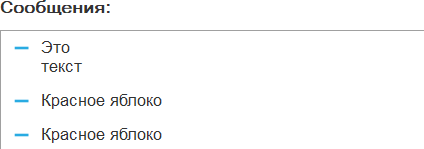 Сообщения:
Это
текст
Красное яблоко
Красное яблоко